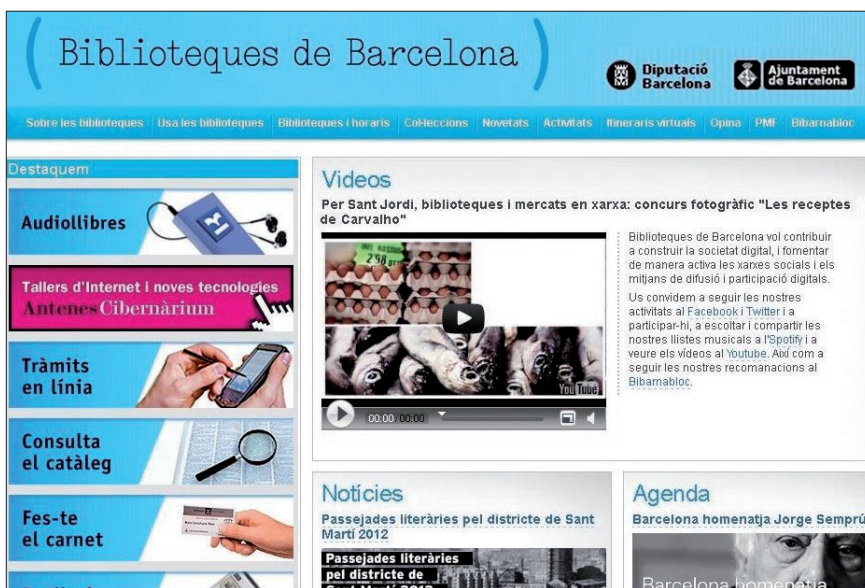 (Biblioteques de Barcelona)
Diputació
Barcelona
Ajuntament
de Barcelona
Sobre les biblioteques Usa les biblioteques Biblioteques i horaris Col·leccions Novetats Activitats Itineraris virtuals Opina PMF Bibarnabloc
Destaquem
Audiollibres
Tallers d'Internet i noves tecnologies
Antenes Cibernàrium
Tràmits
en línia
Consulta
el catàleg
Fes-te
el carnet
Videos
Per Sant Jordi, biblioteques i mercats en xarxa: concurs fotogràfic "Les receptes
de Carvalho"
2'98
YouTube
00:00/00:00
Biblioteques de Barcelona vol contribuir
a construir la societat digital, i fomentar
de manera activa les xarxes socials i els
mitjans de difusió i participació digitals.
Us convidem a seguir les nostres
activitats al Facebook i Twitter i a
participar-hi, a escoltar i compartir les
nostres llistes musicals a l'Spotify i a
veure els vídeos al Youtube. Així com a
seguir les nostres recomanacions al
Bibarnabloc.
Notícies
Passejades literàries pel districte de Sant
Martí 2012
Passejades literàries
pel districte de
Sant Martí 2012
Agenda
Barcelona homenatja Jorge Semprú
Barcelona homenatja